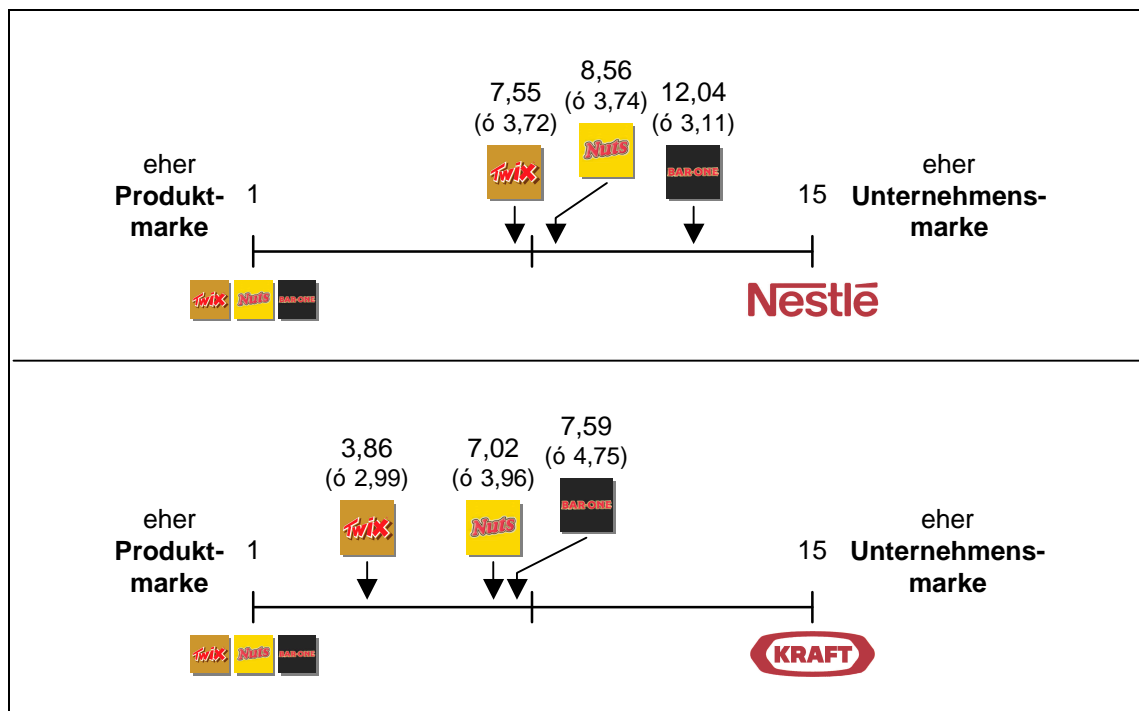 8,56
7,55
(ó 3,74)
12,04
(ó 3,72)
(ó 3,11)
Nuts
TWIX
BAR·ONE
eher
Produkt-
marke
1
15
eher
Unternehmens-
marke
TWIX Nuts BAR·ONE
Nestlé
7,59
3,86
7,02
(ó 4,75)
(ó 2,99)
(ó 3,96)
BAR·ONE
TWIX
Nuts
eher
Produkt-
marke
1
15
eher
Unternehmens-
marke
TWIX Nuts BAR·ONE
KRAFT